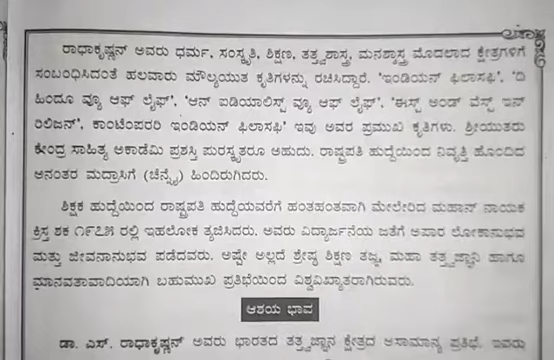 ರಾಧಾಕೃಷ್ಣನ್ ಅವರು ಧರ್ಮ, ಸಂಸ್ಕೃತಿ, ಶಿಕ್ಷಣ, ತತ್ತ್ವಶಾಸ್ತ್ರ, ಮನಶ್ಶಾಸ್ತ್ರ ಮೊದಲಾದ ಕ್ಷೇತ್ರಗಳಿಗೆ
ಸಂಬಂಧಿಸಿದಂತೆ ಹಲವಾರು ಮೌಲ್ಯಯುತ ಕೃತಿಗಳನ್ನು ರಚಿಸಿದ್ದಾರೆ. 'ಇಂಡಿಯನ್ ಫಿಲಾಸಫಿ', 'ದಿ
ಹಿಂದೂ ವ್ಯೂ ಆಫ್ ಲೈಫ್', 'ಆನ್ ಐಡಿಯಾಲಿಸ್ಟ್ ವ್ಯೂ ಆಫ್ ಲೈಫ್', 'ಈಸ್ಟ್ ಅಂಡ್ ವೆಸ್ಟ್ ಇನ್
ರಿಲಿಜನ್', ಕಾಂಟೆಂಪರರಿ ಇಂಡಿಯನ್ ಫಿಲಾಸಫಿ' ಇವು ಅವರ ಪ್ರಮುಖ ಕೃತಿಗಳು. ಶ್ರೀಯುತರು
ಕೇಂದ್ರ ಸಾಹಿತ್ಯ ಅಕಾಡೆಮಿ ಪ್ರಶಸ್ತಿ ಪುರಸ್ಕೃತರೂ ಅಹುದು. ರಾಷ್ಟ್ರಪತಿ ಹುದ್ದೆಯಿಂದ ನಿವೃತ್ತಿ ಹೊಂದಿದ
ಅನಂತರ ಮದ್ರಾಸಿಗೆ (ಚೆನ್ನೈ) ಹಿಂದಿರುಗಿದರು.
ಶಿಕ್ಷಕ ಹುದ್ದೆಯಿಂದ ರಾಷ್ಟ್ರಪತಿ ಹುದ್ದೆಯವರೆಗೆ ಹಂತಹಂತವಾಗಿ ಮೇಲೇರಿದ ಮಹಾನ್ ನಾಯಕ
ಕ್ರಿಸ್ತ ಶಕ ೧೯೭೫ ರಲ್ಲಿ ಇಹಲೋಕ ತ್ಯಜಿಸಿದರು. ಅವರು ವಿದ್ಯಾರ್ಜನೆಯ ಜತೆಗೆ ಅಪಾರ ಲೋಕಾನುಭವ
ಮತ್ತು ಜೀವನಾನುಭವ ಪಡೆದವರು. ಅಷ್ಟೇ ಅಲ್ಲದೆ ಶ್ರೇಷ್ಠ ಶಿಕ್ಷಣ ತಜ್ಞ, ಮಹಾ ತತ್ತ್ವಜ್ಞಾನಿ ಹಾಗೂ
ಮಾನವತಾವಾದಿಯಾಗಿ ಬಹುಮುಖ ಪ್ರತಿಭೆಯಿಂದ ವಿಶ್ವವಿಖ್ಯಾತರಾಗಿರುವರು.
ಆಶಯ ಭಾವ
ಡಾ. ಎಸ್. ರಾಧಾಕೃಷ್ಣನ್ ಅವರು ಭಾರತದ ತತ್ತ್ವಜ್ಞಾನ ಕ್ಷೇತ್ರದ ಅಸಾಮಾನ್ಯ ಪ್ರತಿಭೆ. ಇವರು